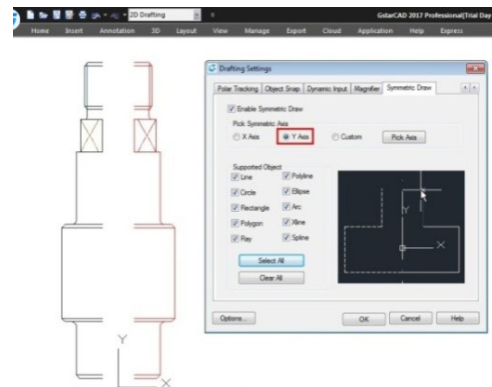 2D Drafting
GstarCAD 2017 Professional[Trial Day
Home Insert Annotation 3D Layout View Manage Export Cloud Application Help Express
Drafting Settings
Polar Tracking Object Snap Dynamic Input Magnifier Symmetric Draw
Enable Symmetric Draw
Pick Symmetric Axis
X Axis Y Axis Custom Pick Axis
Supported Object
Line Polyline
Circle Ellipse
Rectangle Arc
Polygon Xline
Ray Spline
Select All
Clear All
Y
X
Options... OK Cancel Help
Y
X